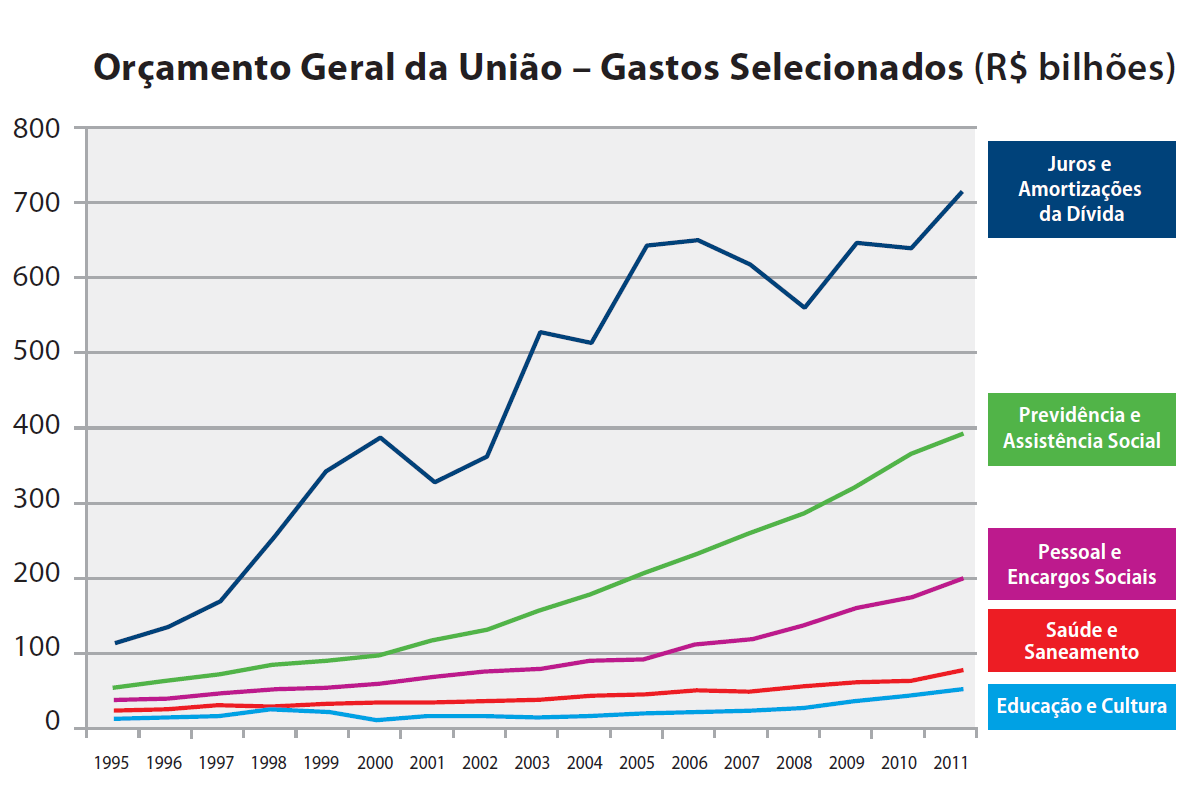 Orçamento Geral da União – Gastos Selecionados (R$ bilhões)
800
700
600
500
400
300
200
100
0
1995 1996 1997 1998 1999 2000 2001 2002 2003 2004 2005 2006 2007 2008 2009 2010 2011
Juros e
Amortizações
da Dívida
Previdência e
Assistência Social
Pessoal e
Encargos Sociais
Saúde e
Saneamento
Educação e Cultura